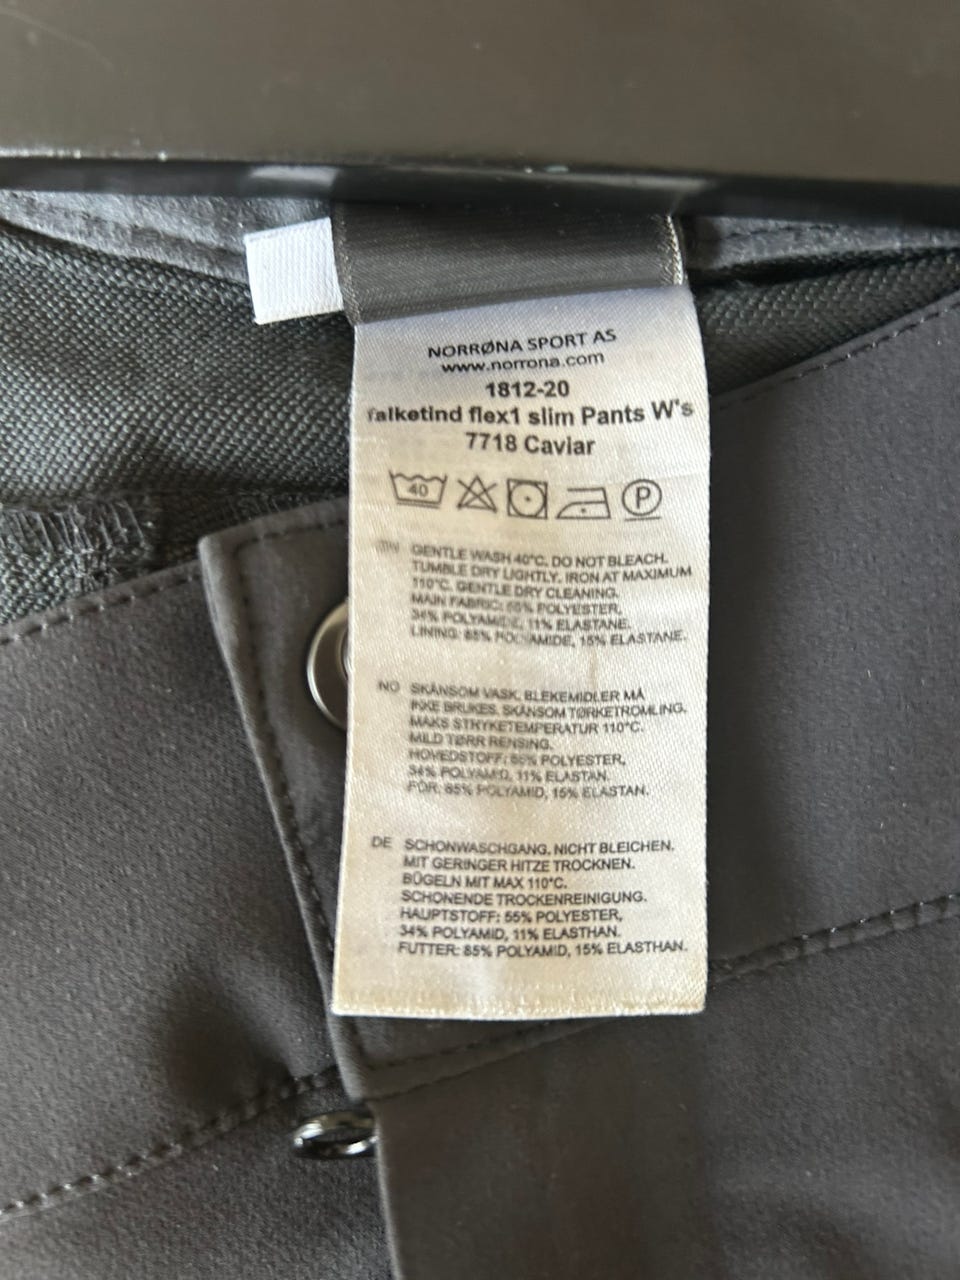 NORRØNA SPORT AS
www.norrona.com
1812-20
falketind flex1 slim Pants W's
7718 Caviar
40 P
EN GENTLE WASH 40°C. DO NOT BLEACH.
TUMBLE DRY LIGHTLY. IRON AT MAXIMUM
110°C. GENTLE DRY CLEANING.
MAIN FABRIC: 55% POLYESTER,
34% POLYAMIDE, 11% ELASTANE.
LINING: 85% POLYAMIDE, 15% ELASTANE.
NO SKÅNSOM VASK. BLEKEMIDLER MÅ
IKKE BRUKES. SKÅNSOM TØRKETROMLING.
MAKS STRYKETEMPERATUR 110°C.
MILD TØRR RENSING.
HOVEDSTOFF: 55% POLYESTER,
34% POLYAMID, 11% ELASTAN.
FÔR: 85% POLYAMID, 15% ELASTAN.
DE SCHONWASCHGANG. NICHT BLEICHEN.
MIT GERINGER HITZE TROCKNEN.
BÜGELN MIT MAX 110°C.
SCHONENDE TROCKENREINIGUNG.
HAUPTSTOFF: 55% POLYESTER,
34% POLYAMID, 11% ELASTHAN.
FUTTER: 85% POLYAMID, 15% ELASTHAN.